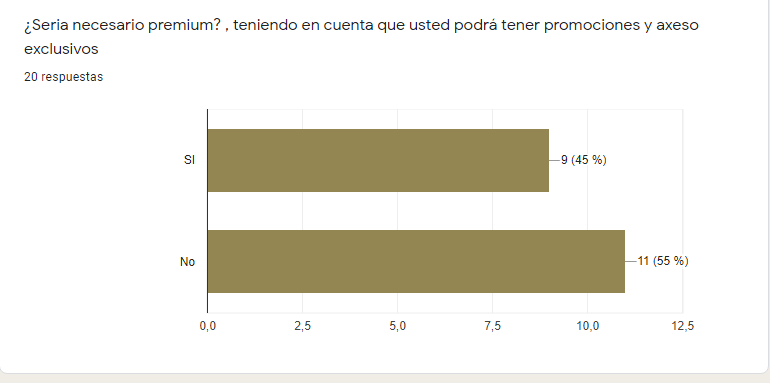 ¿Seria necesario premium? , teniendo en cuenta que usted podrá tener promociones y axeso
exclusivos
20 respuestas
SI
9 (45 %)
No
11 (55 %)
0,0 2,5 5,0 7,5 10,0 12,5